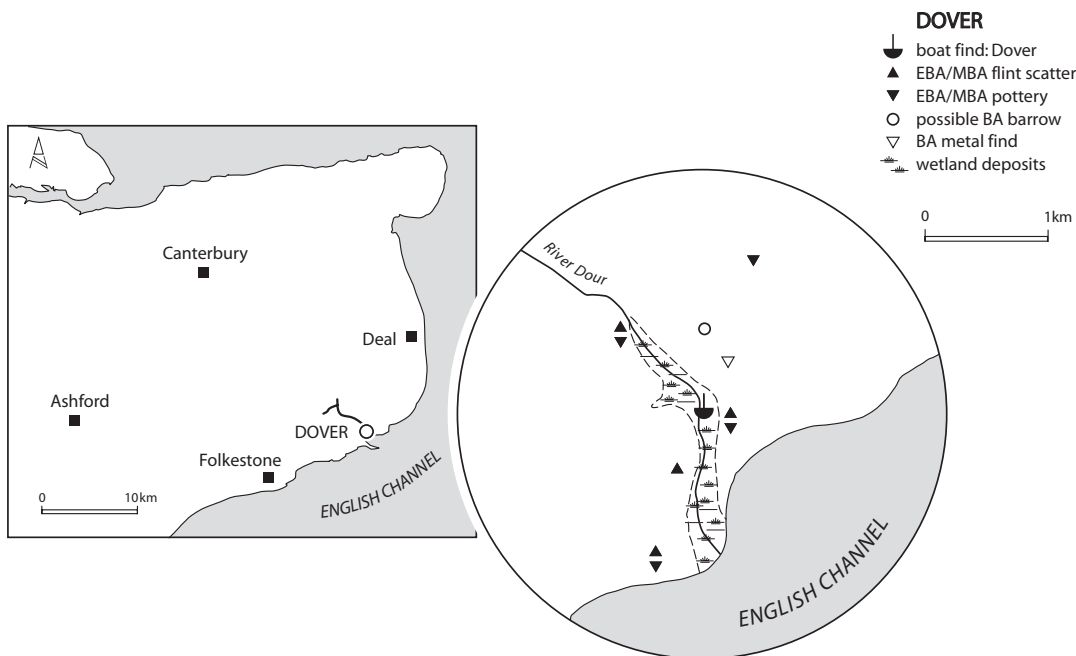 DOVER
boat find: Dover
EBA/MBA flint scatter
EBA/MBA pottery
possible BA barrow
BA metal find
wetland deposits
0 1km
Canterbury
Deal
Ashford
DOVER
Folkestone
0 10km
ENGLISH CHANNEL
River Dour
ENGLISH CHANNEL